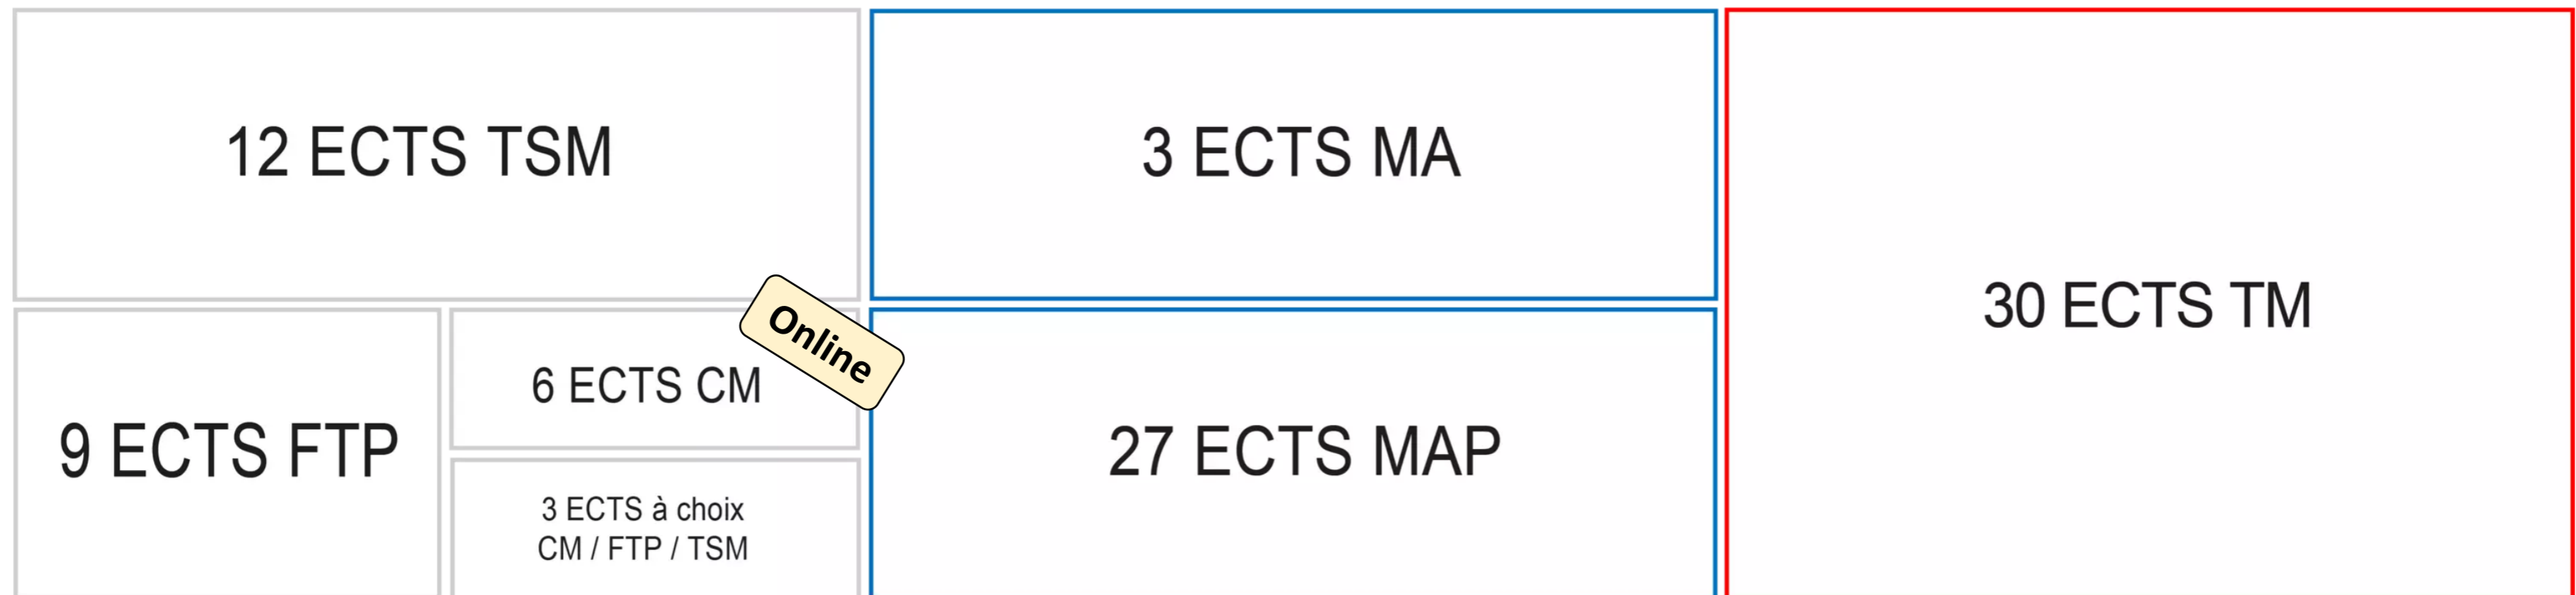 12 ECTS TSM
9 ECTS FTP
6 ECTS CM
Online
3 ECTS à choix
CM / FTP / TSM
3 ECTS MA
27 ECTS MAP
30 ECTS TM